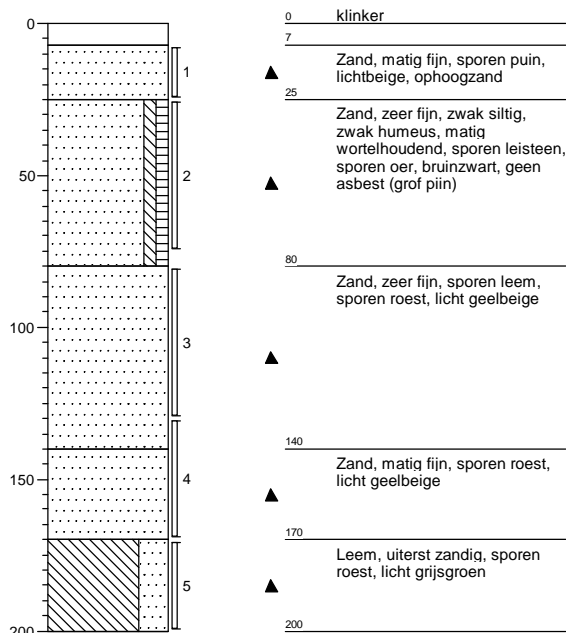 0
50
100
150
200
1
2
3
4
5
0 klinker
7
Zand, matig fijn, sporen puin,
lichtbeige, ophoogzand
25
Zand, zeer fijn, zwak siltig,
zwak humeus, matig
wortelhoudend, sporen leisteen,
sporen oer, bruinzwart, geen
asbest (grof piin)
80
Zand, zeer fijn, sporen leem,
sporen roest, licht geelbeige
140
Zand, matig fijn, sporen roest,
licht geelbeige
170
Leem, uiterst zandig, sporen
roest, licht grijsgroen
200